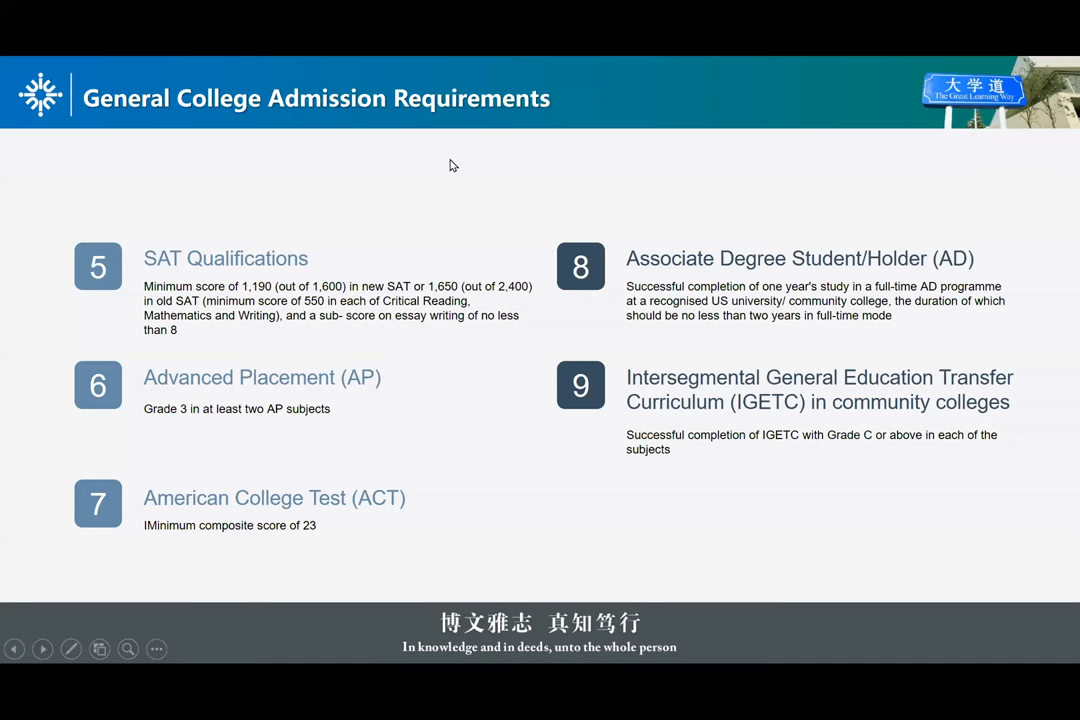 General College Admission Requirements
大学道
The Great Learning Way
5
SAT Qualifications
Minimum score of 1,190 (out of 1,600) in new SAT or 1,650 (out of 2,400)
in old SAT (minimum score of 550 in each of Critical Reading,
Mathematics and Writing), and a sub- score on essay writing of no less
than 8
6
Advanced Placement (AP)
Grade 3 in at least two AP subjects
7
American College Test (ACT)
IMinimum composite score of 23
8
Associate Degree Student/Holder (AD)
Successful completion of one year's study in a full-time AD programme
at a recognised US university/ community college, the duration of which
should be no less than two years in full-time mode
9
Intersegmental General Education Transfer
Curriculum (IGETC) in community colleges
Successful completion of IGETC with Grade C or above in each of the
subjects
博文雅志 真知笃行
In knowledge and in deeds, unto the whole person